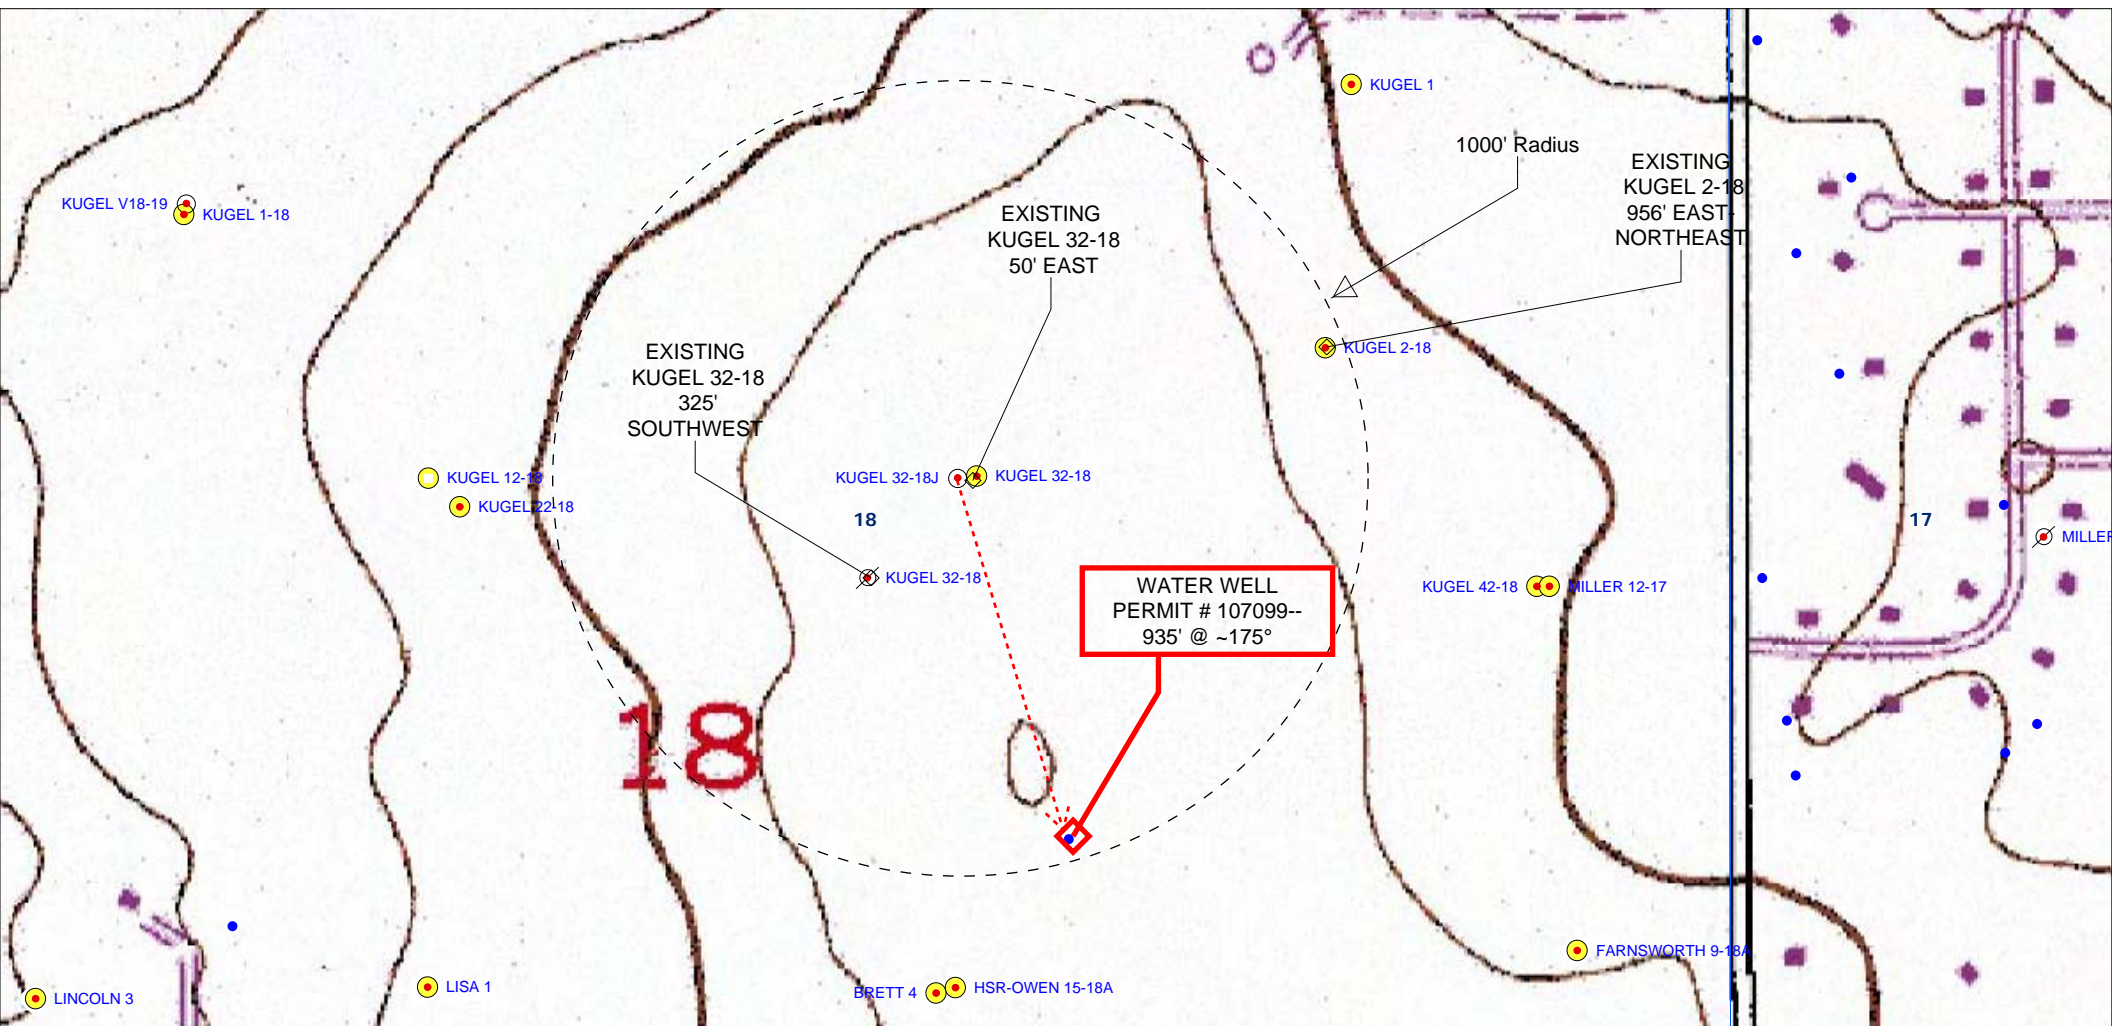 KUGEL 1
1000' Radius
EXISTING
KUGEL 2-18
956' EAST-
NORTHEAST
KUGEL V18-19
KUGEL 1-18
EXISTING
KUGEL 32-18
50' EAST
EXISTING
KUGEL 32-18
325'
SOUTHWEST
KUGEL 2-18
KUGEL 12-18
KUGEL 22-18
KUGEL 32-18J
KUGEL 32-18
18
17
MILLER
KUGEL 32-18
WATER WELL
PERMIT # 107099--
935' @ ~175°
KUGEL 42-18
MILLER 12-17
18
FARNSWORTH 9-18A
LINCOLN 3
LISA 1
BRETT 4
HSR-OWEN 15-18A